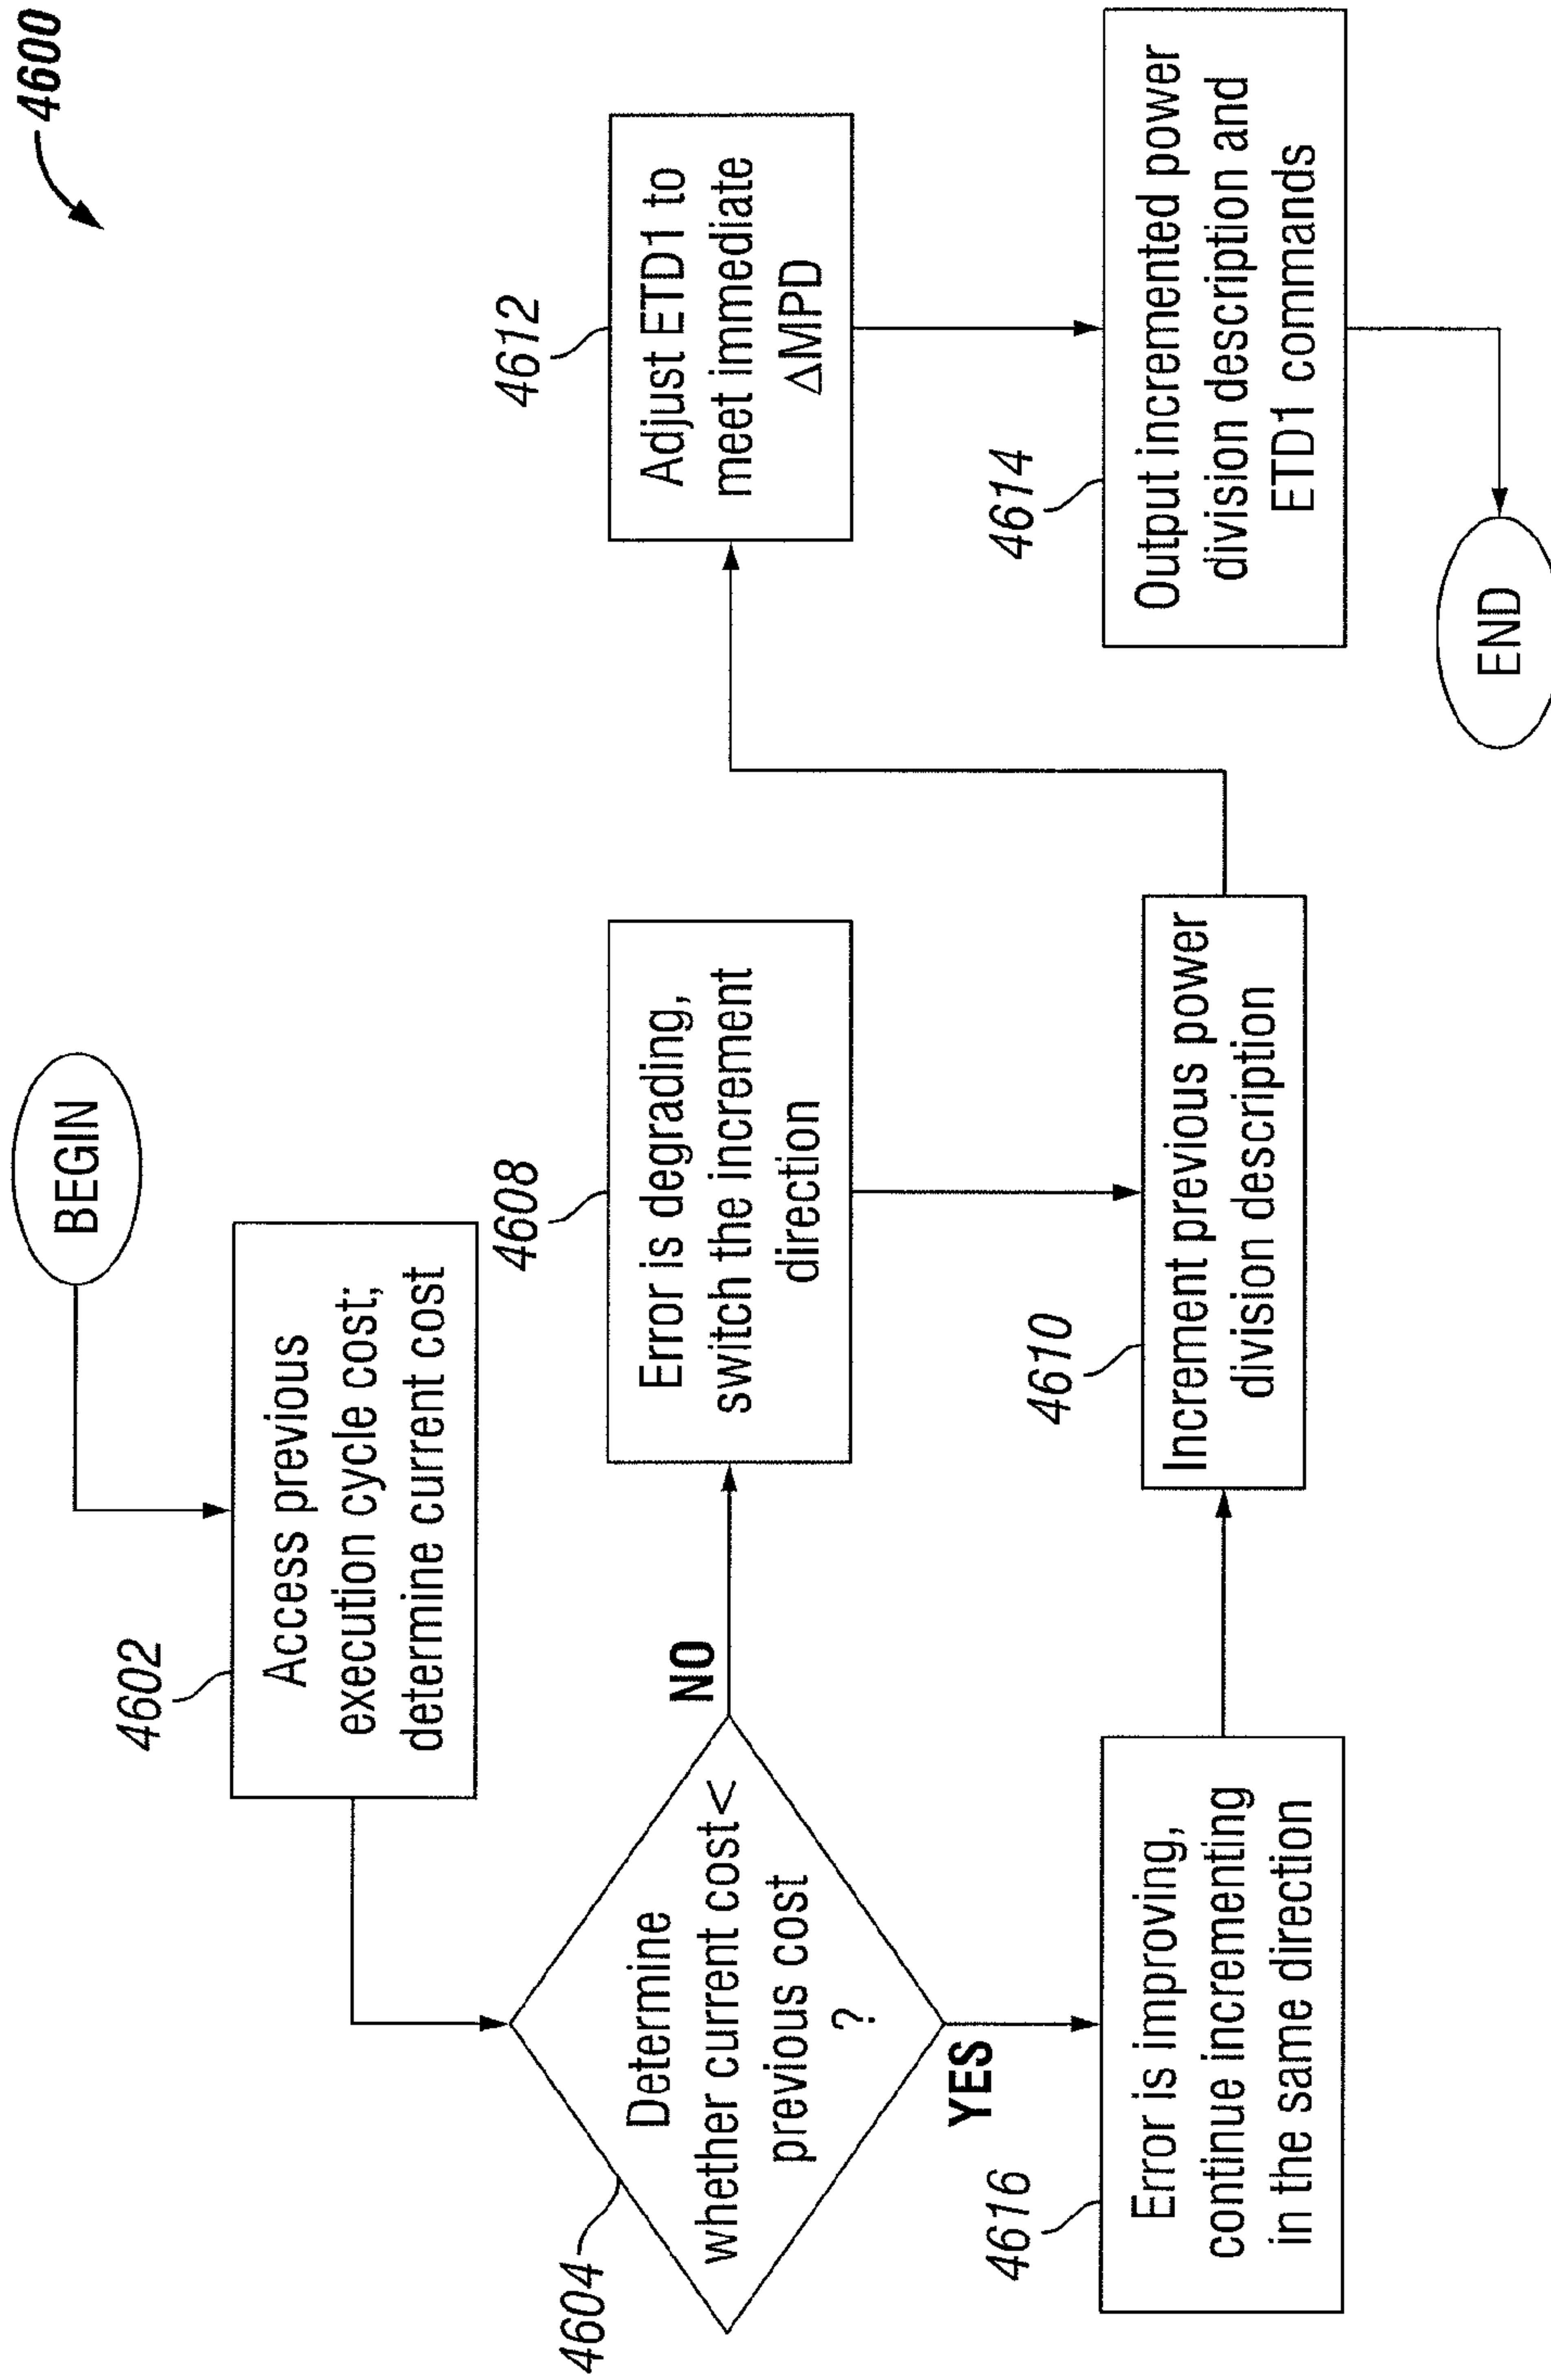 4600
BEGIN
4602
Access previous
execution cycle cost;
determine current cost
4604
Determine
whether current cost<
previous cost
?
NO
4608
Error is degrading,
switch the increment
direction
YES
4616
Error is improving,
continue incrementing
in the same direction
4610
Increment previous power
division description
4612
Adjust ETD1 to
meet immediate
ΔMPD
4614
Output incremented power
division description and
ETD1 commands
END